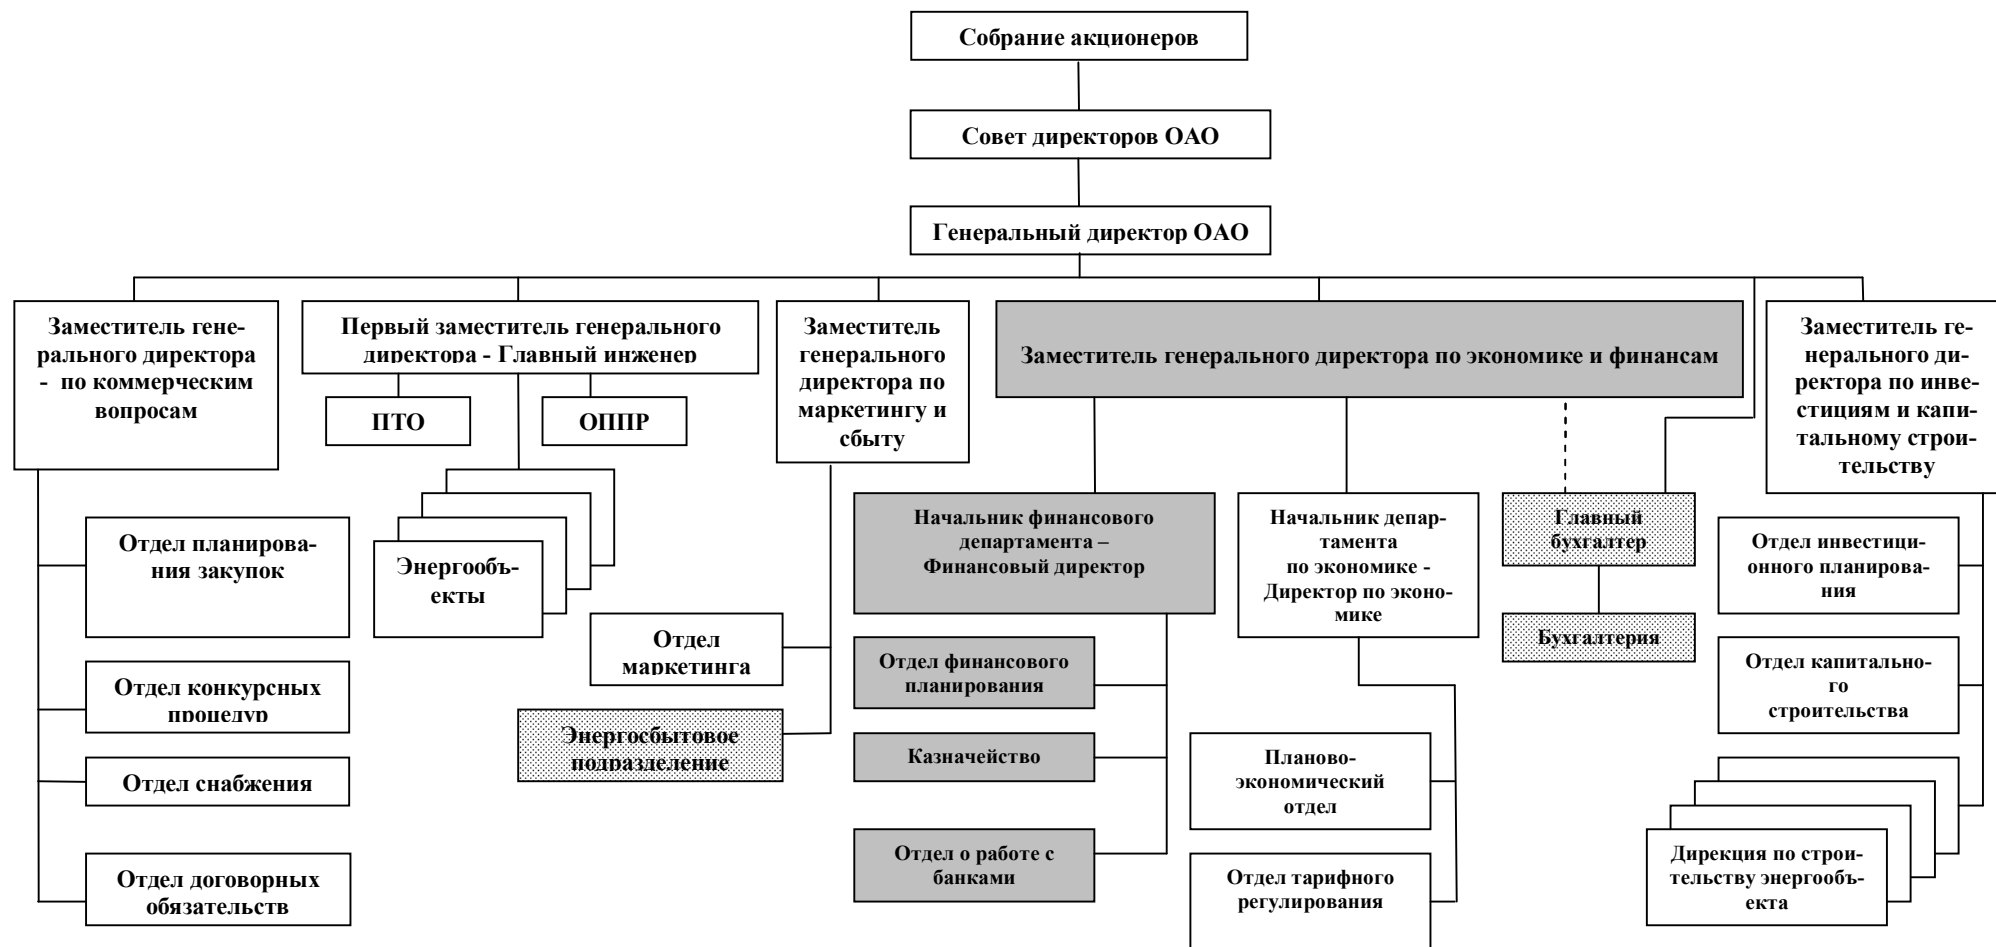 Собрание акционеров
Совет директоров ОАО
Генеральный директор ОАО
Заместитель гене-
рального директора
- по коммерческим
вопросам
Первый заместитель генерального
директора - Главный инженер
Заместитель
генерального
директора по
маркетингу и
сбыту
Заместитель генерального директора по экономике и финансам
Заместитель ге-
нерального ди-
ректора по инве-
стициям и капи-
тальному строи-
тельству
ПТО
ОППР
Энергообъ-
екты
Отдел планирова-
ния закупок
Отдел конкурсных
процедур
Отдел снабжения
Отдел договорных
обязательств
Отдел
маркетинга
Энергосбытовое
подразделение
Начальник финансового
департамента –
Финансовый директор
Отдел финансового
планирования
Казначейство
Отдел о работе с
банками
Начальник депар-
тамента
по экономике -
Директор по эконо-
мике
Планово-
экономический
отдел
Отдел тарифного
регулирования
Главный
бухгалтер
Бухгалтерия
Отдел инвестици-
онного планирова-
ния
Отдел капитально-
го
строительства
Дирекция по строи-
тельству энергообъ-
екта